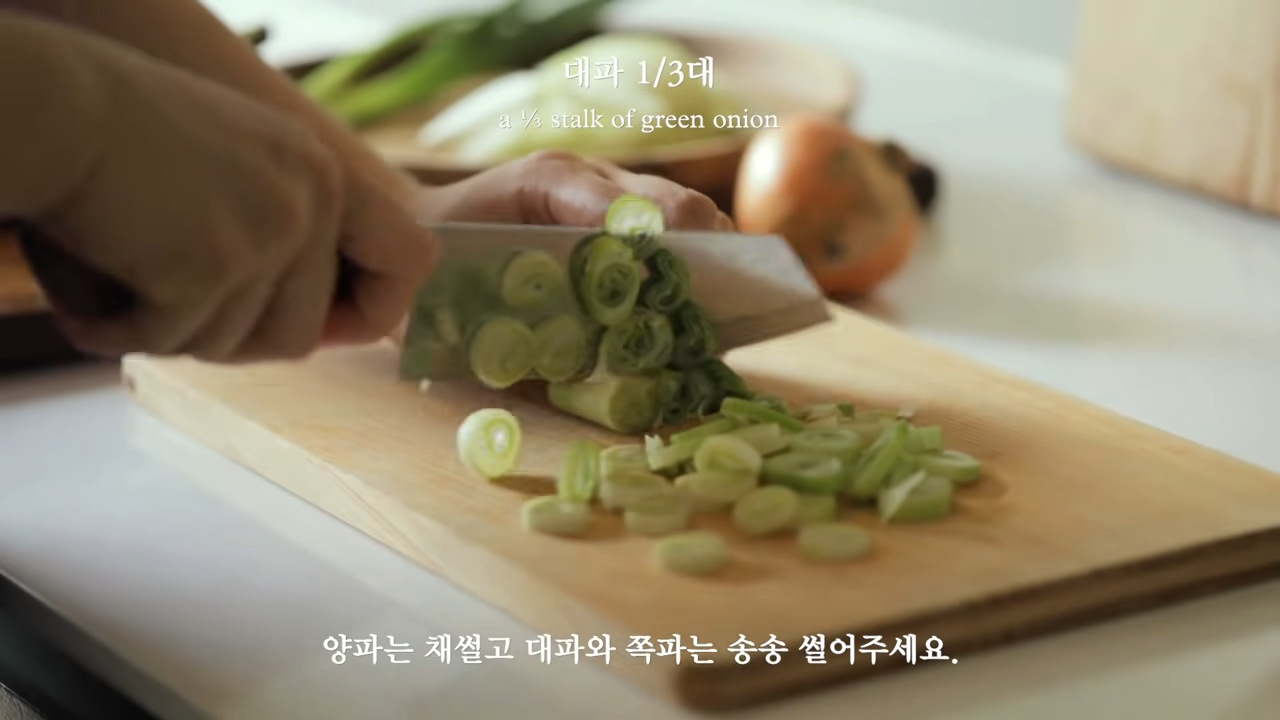 대파 1/3대
a ⅓ stalk of green onion
양파는 채썰고 대파와 쪽파는 송송 썰어주세요.